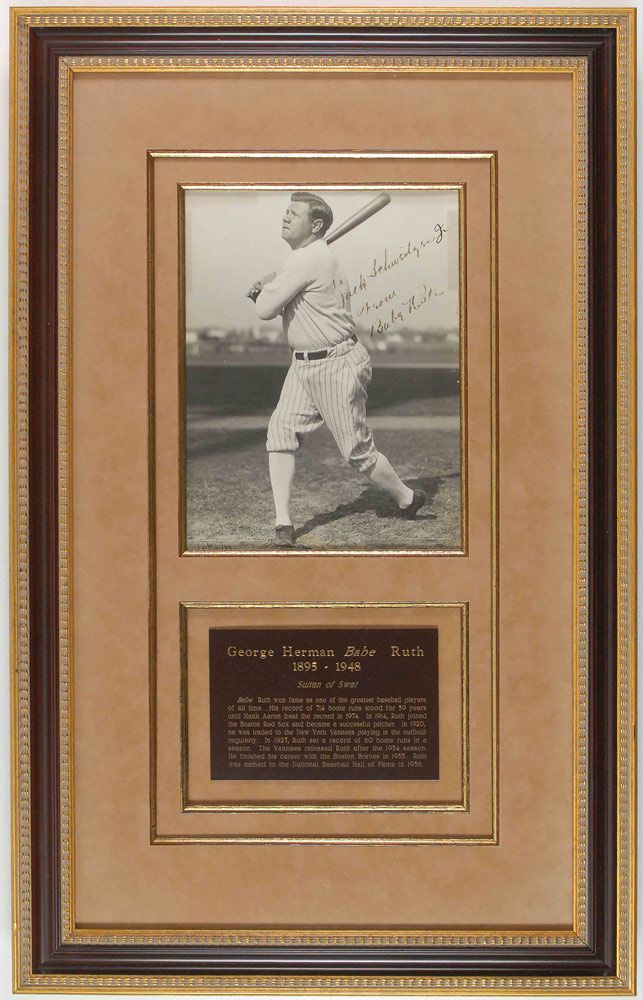 To
Jack Schwitzer Jr
From
Babe Ruth
George Herman Babe Ruth
1895 - 1948
Sultan of Swat
Babe Ruth won fame as one of the greatest baseball players
of all time. His record of 714 home runs stood for 39 years
until Hank Aaron beat the record in 1974. In 1914, Ruth joined
the Boston Red Sox and became a successful pitcher. In 1920,
he was traded to the New York Yankees playing in the outfield
regularly. In 1927, Ruth set a record of 60 home runs in a
season. The Yankees released Ruth after the 1934 season.
He finished his career with the Boston Braves in 1935. Ruth
was named to the National Baseball Hall of Fame in 1936.